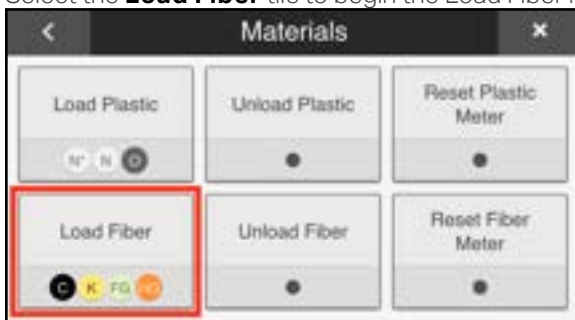 Select the Load Fiber tile to begin the Load Fiber
< Materials ×
Load Plastic
Unload Plastic
Reset Plastic
Meter
N+ N O
Load Fiber
Unload Fiber
Reset Fiber
Meter
C K FG HG